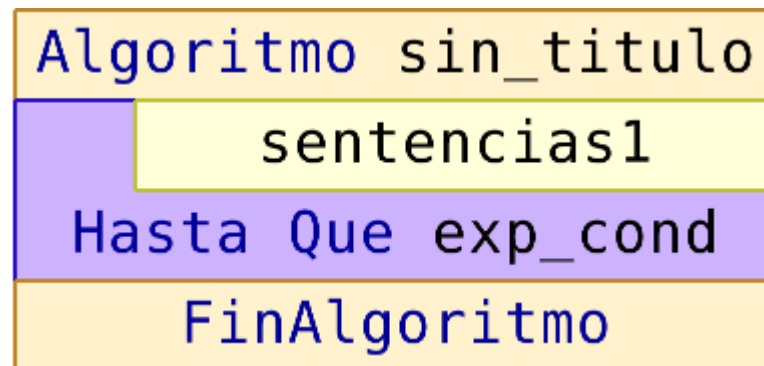 Algoritmo sin_titulo
sentencias1
Hasta Que exp_cond
FinAlgoritmo